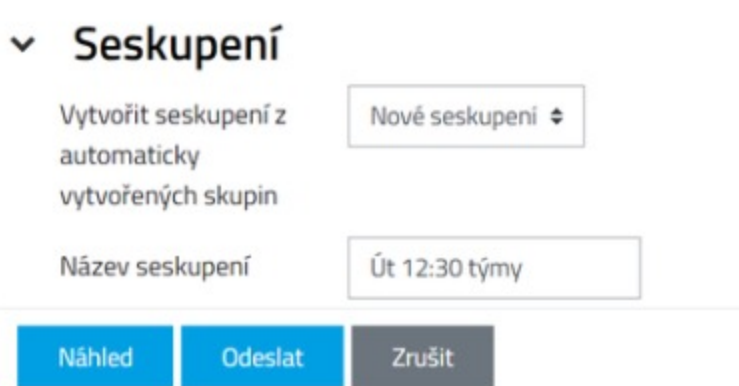 Seskupení
Vytvořit seskupení z
automaticky
vytvořených skupin
Nové seskupení
Název seskupení
Út 12:30 týmy
Náhled
Odeslat
Zrušit